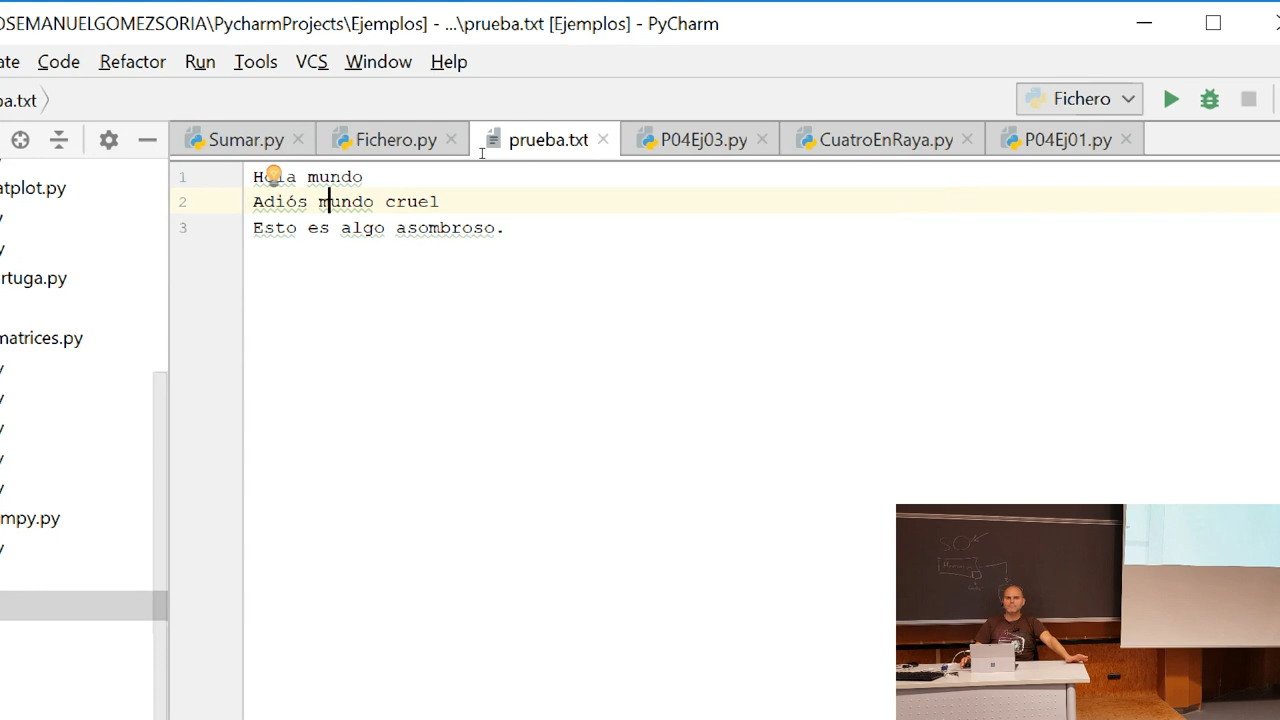 OSEMANUELGOMEZSORIA\PycharmProjects\Ejemplos] - ...\prueba.txt [Ejemplos] - PyCharm
ate Code Refactor Run Tools VCS Window Help
ba.txt
Fichero
Sumar.py Fichero.py prueba.txt P04Ej03.py CuatroEnRaya.py P04Ej01.py
atplot.py
y
y
rtuga.py
matrices.py
y
y
y
y
y
mpy.py
y
1 Hola mundo
2 Adiós mundo cruel
3 Esto es algo asombroso.
SO